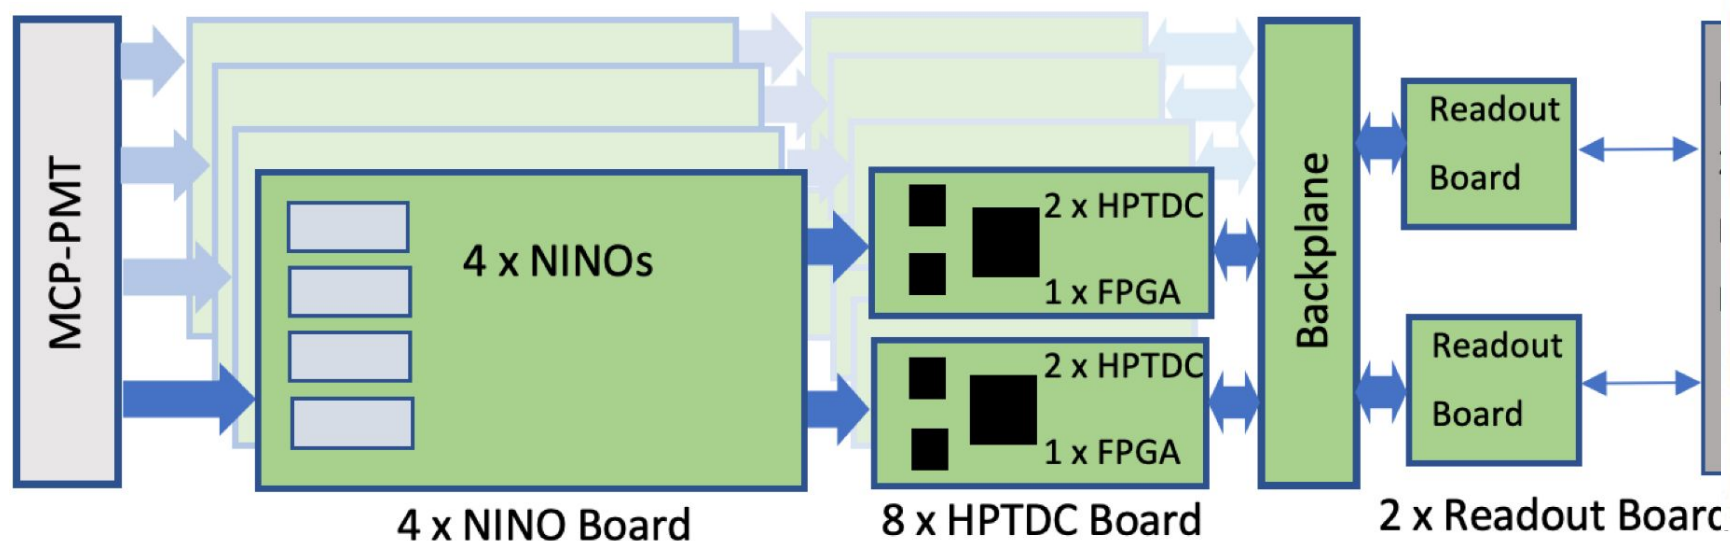 MCP-PMT
4 x NINOs
2 x HPTDC
1 x FPGA
2 x HPTDC
1 x FPGA
Backplane
Readout
Board
Readout
Board
4 x NINO Board
8 x HPTDC Board
2 x Readout Board